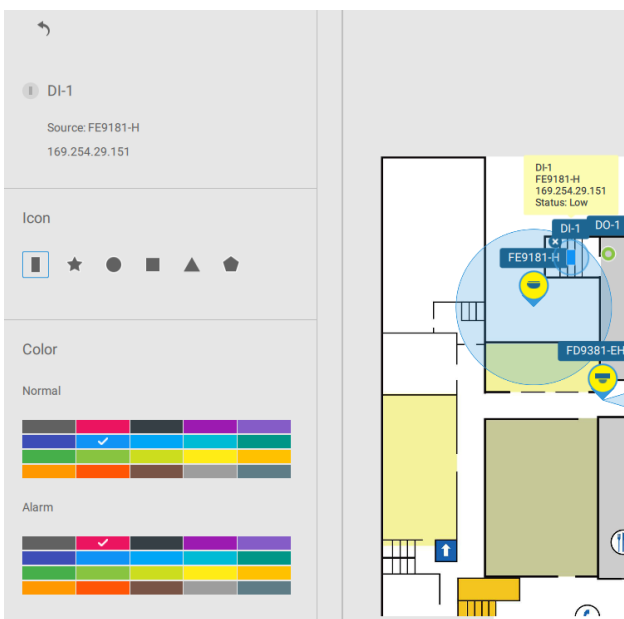 DI-1
Source: FE9181-H
169.254.29.151
Icon
Color
Normal
Alarm
DI-1
FE9181-H
169.254.29.151
Status: Low
DI-1
DO-1
FE9181-H
FD9381-EH